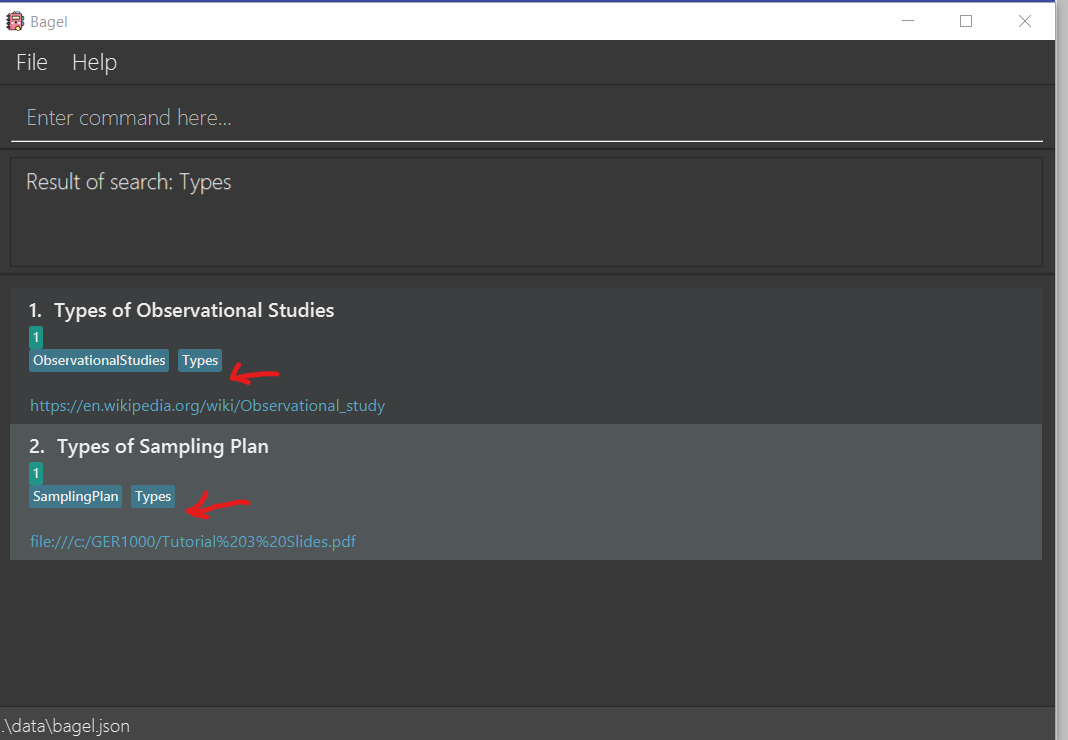 Bagel
File Help
Enter command here...
Result of search: Types
1. Types of Observational Studies
1
ObservationalStudies Types
https://en.wikipedia.org/wiki/Observational_study
2. Types of Sampling Plan
1
SamplingPlan Types
file:///c:/GER1000/Tutorial%203%20Slides.pdf
.\data\bagel.json